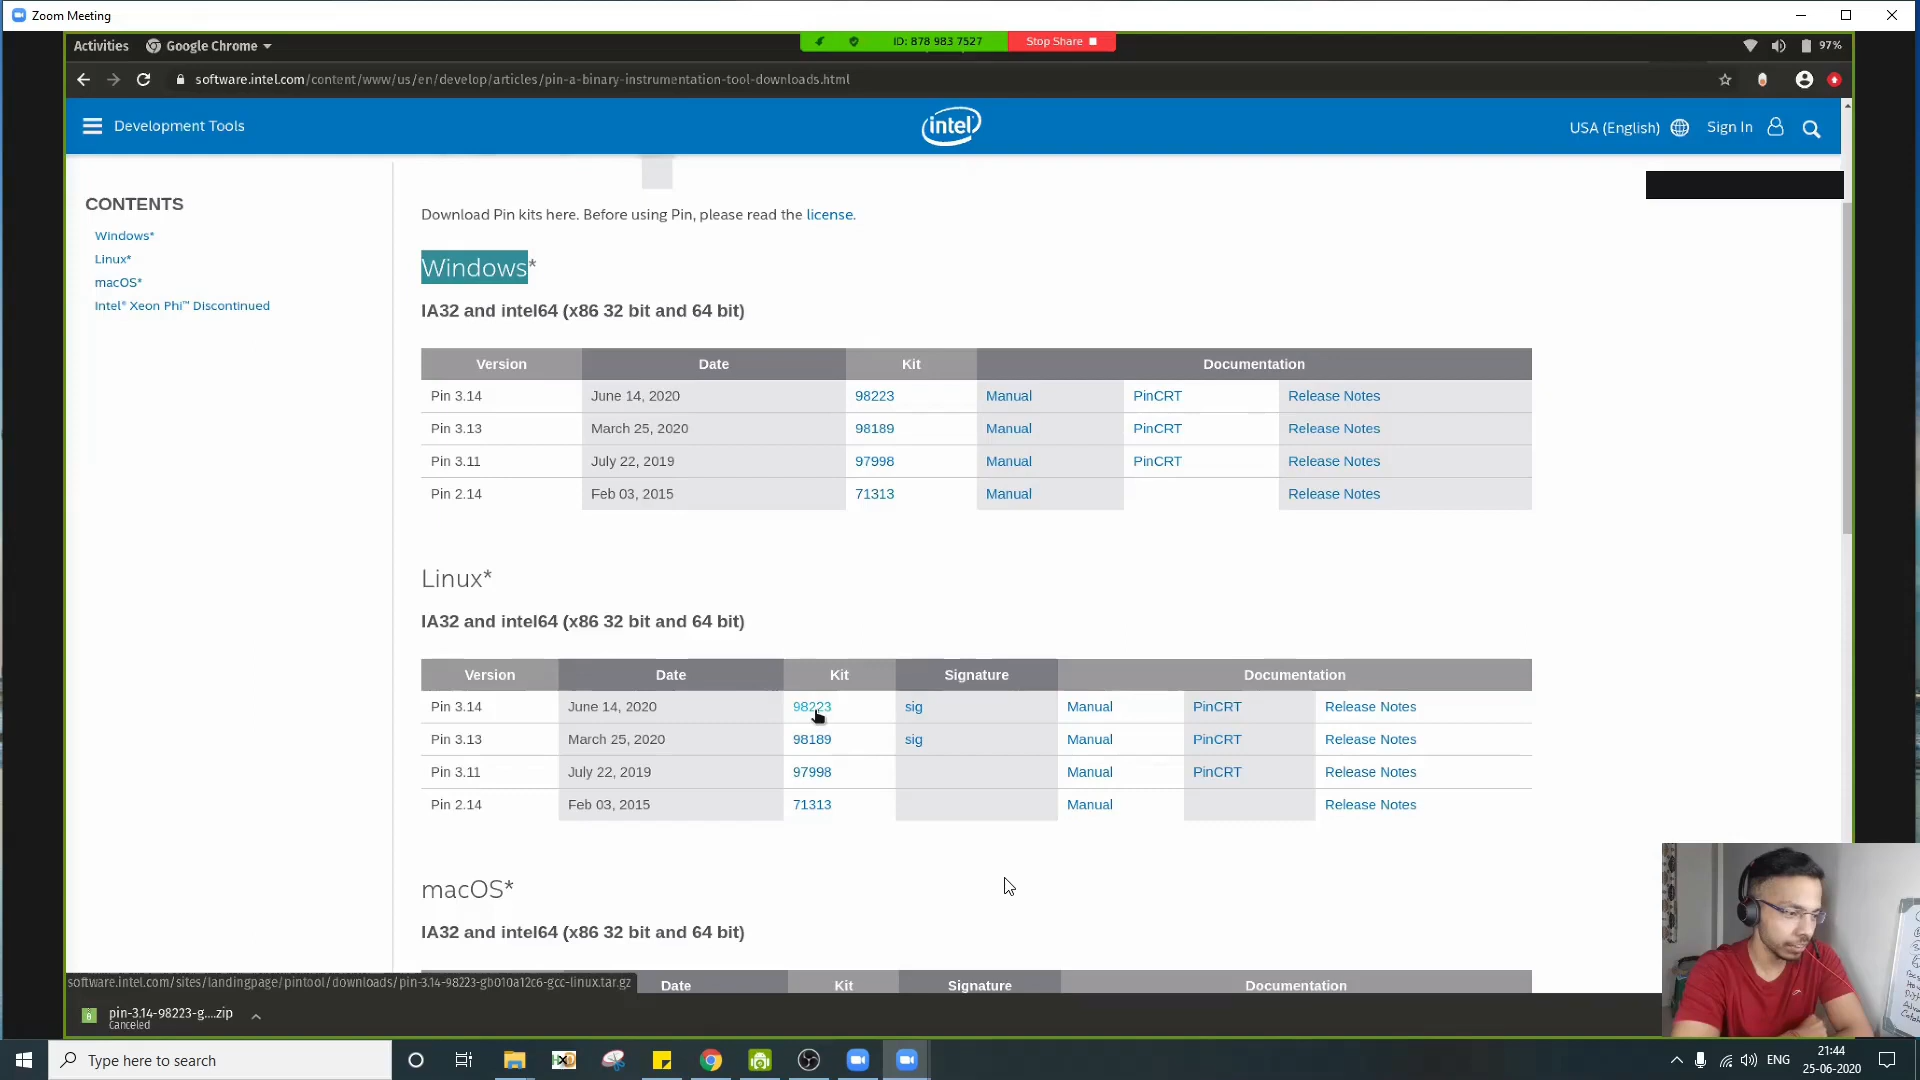 Zoom Meeting
Activities Google Chrome
ID: 878 983 7527 Stop Share
97%
software.intel.com/content/www/us/en/develop/articles/pin-a-binary-instrumentation-tool-downloads.html
Development Tools
intel
USA (English) Sign In
CONTENTS
Windows*
Linux*
macOS*
Intel® Xeon Phi™ Discontinued
Download Pin kits here. Before using Pin, please read the license.
Windows*
IA32 and intel64 (x86 32 bit and 64 bit)
Version Date Kit Documentation
Pin 3.14 June 14, 2020 98223 Manual PinCRT Release Notes
Pin 3.13 March 25, 2020 98189 Manual PinCRT Release Notes
Pin 3.11 July 22, 2019 97998 Manual PinCRT Release Notes
Pin 2.14 Feb 03, 2015 71313 Manual Release Notes
Linux*
IA32 and intel64 (x86 32 bit and 64 bit)
Version Date Kit Signature Documentation
Pin 3.14 June 14, 2020 98223 sig Manual PinCRT Release Notes
Pin 3.13 March 25, 2020 98189 sig Manual PinCRT Release Notes
Pin 3.11 July 22, 2019 97998 Manual PinCRT Release Notes
Pin 2.14 Feb 03, 2015 71313 Manual Release Notes
macOS*
IA32 and intel64 (x86 32 bit and 64 bit)
Date Kit Signature Documentation
software.intel.com/sites/landingpage/pintool/downloads/pin-3.14-98223-gb010a12c6-gcc-linux.tar.gz
pin-3.14-98223-g....zip
Canceled
Type here to search
ENG
21:44
25-06-2020